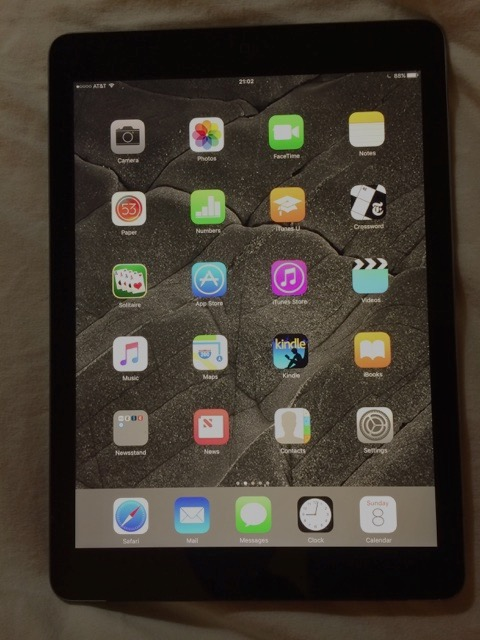 AT&T
21:02
86%
Camera
Photos
FaceTime
Notes
53
Paper
Numbers
iTunes U
Crossword
Solitaire
App Store
iTunes Store
Videos
Music
Maps
kindle
Kindle
iBooks
Newsstand
News
Contacts
Settings
Safari
Mail
Messages
Clock
Sunday
8
Calendar